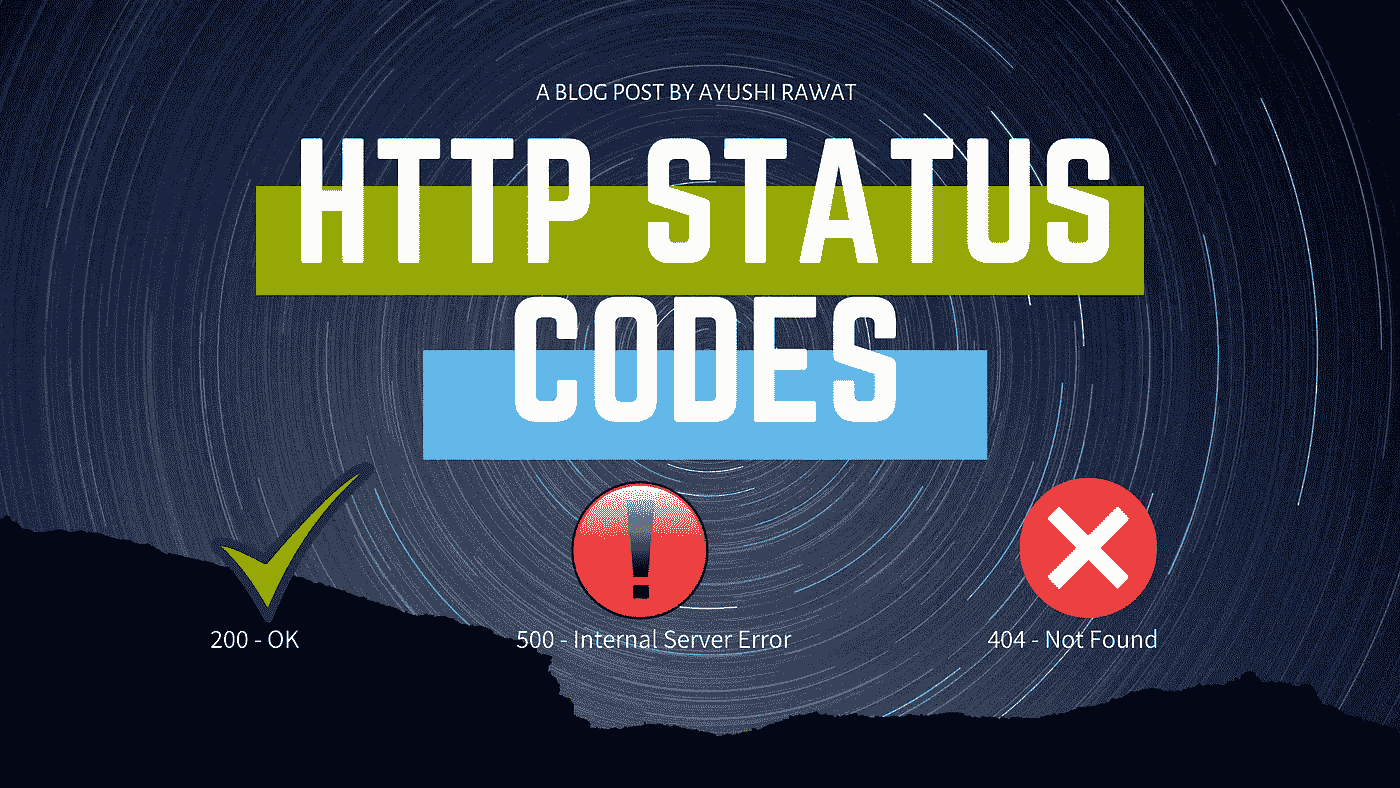 A BLOG POST BY AYUSHI RAWAT
HTTP STATUS
CODES
200 - OK
500 - Internal Server Error
404 - Not Found